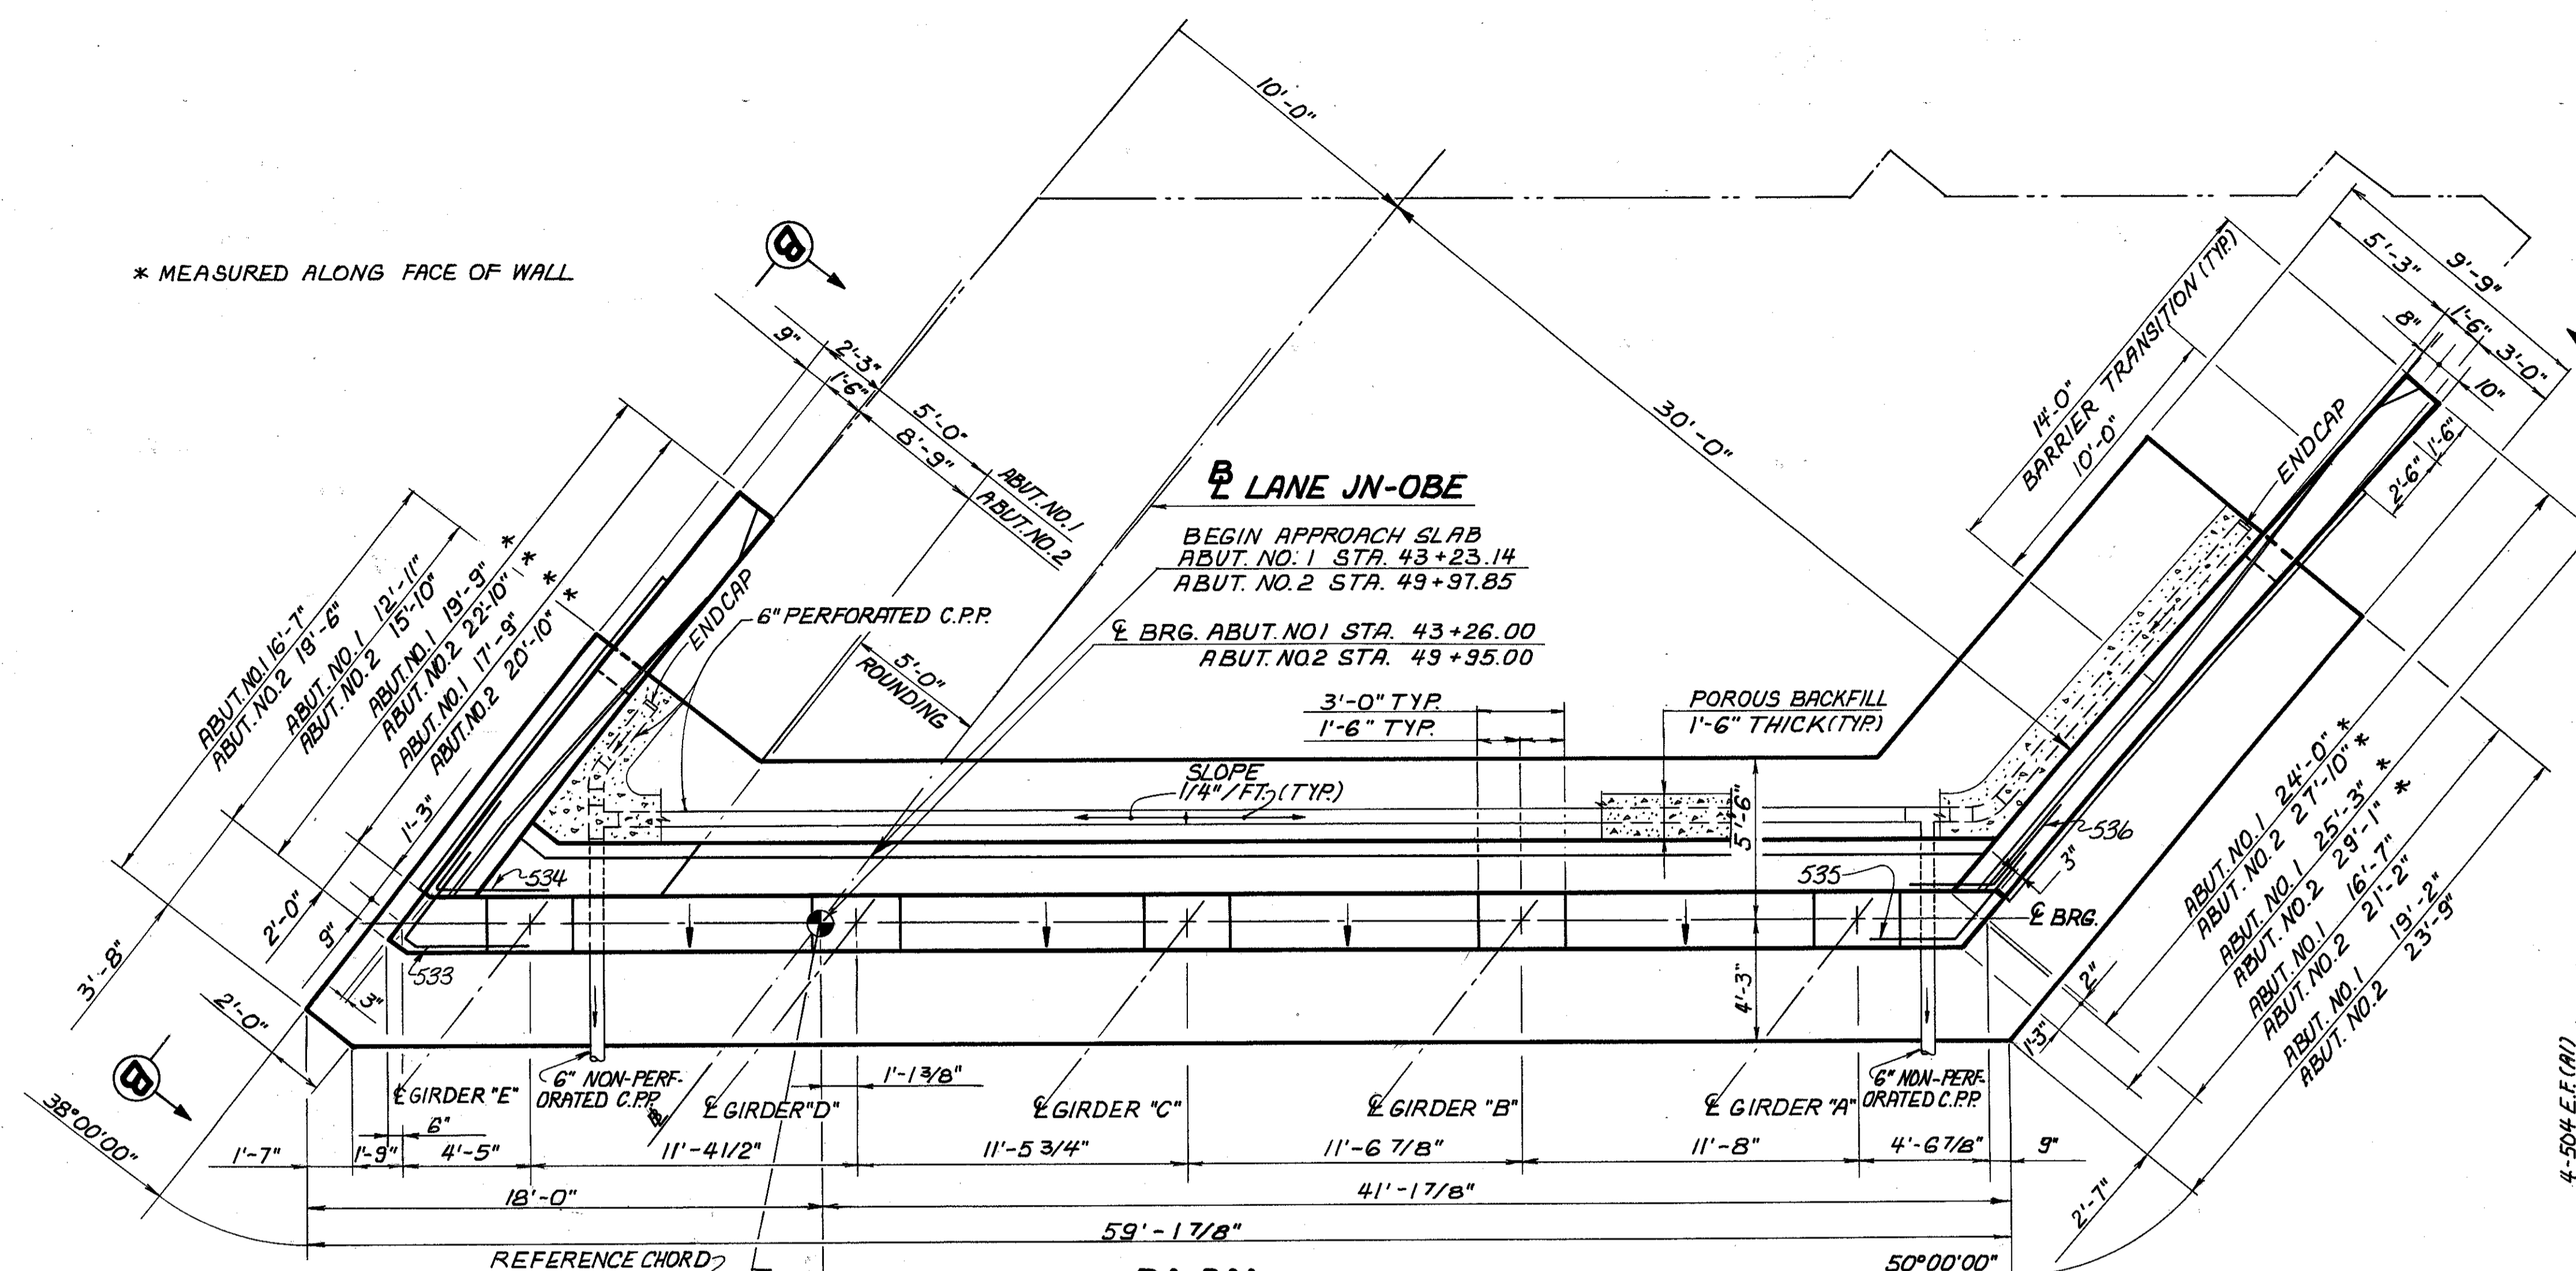 10'-0"
B
* MEASURED ALONG FACE OF WALL
9"
2'-3"
1'-6"
5'-0"
8'-9"
ABUT. NO. 1
ABUT. NO. 2
℄ LANE JN-OBE
BEGIN APPROACH SLAB
ABUT. NO. 1 STA. 43+23.14
ABUT. NO. 2 STA. 49+97.85
℄ BRG. ABUT. NO 1 STA. 43+26.00
ABUT. NO. 2 STA. 49+95.00
30'-0"
14'-0"
BARRIER TRANSITION (TYP.)
10'-0"
5'-3"
9'-9"
8"
1'-6"
3'-0"
10"
1'-6"
2'-6"
ENDCAP
ENDCAP
6" PERFORATED C.P.P.
5'-0"
ROUNDING
3'-0" TYP.
1'-6" TYP.
POROUS BACKFILL
1'-6" THICK (TYP.)
SLOPE
1/4"/FT. (TYP.)
5'-6"
4'-3"
ABUT. NO. 1 16'-7"
ABUT. NO. 2 19'-6"
ABUT. NO. 1 12'-11"
ABUT. NO. 2 15'-10"
ABUT. NO. 1 19'-9" *
ABUT. NO. 2 22'-10" *
ABUT. NO. 1 17'-9" *
ABUT. NO. 2 20'-10" *
1'-3"
2'-0"
9"
3'-8"
3"
2'-0"
534
533
535
536
3"
℄ BRG.
ABUT. NO. 1 24'-0" *
ABUT. NO. 2 27'-10" *
ABUT. NO. 1 25'-3" *
ABUT. NO. 2 29'-1" *
ABUT. NO. 1 16'-7"
ABUT. NO. 2 21'-2"
ABUT. NO. 1 19'-2"
ABUT. NO. 2 23'-9"
2"
1'-3"
2'-7"
B
38°00'00"
℄ GIRDER "E"
6" NON-PERF-
ORATED C.P.P.
℄
℄ GIRDER "D"
1'-1 3/8"
℄ GIRDER "C"
℄ GIRDER "B"
℄ GIRDER "A"
6" NON-PERF-
ORATED C.P.P.
6"
1'-7"
1'-9"
4'-5"
11'-4 1/2"
11'-5 3/4"
11'-6 7/8"
11'-8"
4'-6 7/8"
9"
18'-0"
41'-1 7/8"
59'-1 7/8"
REFERENCE CHORD
50°00'00"
4-504 E.F. (A1)